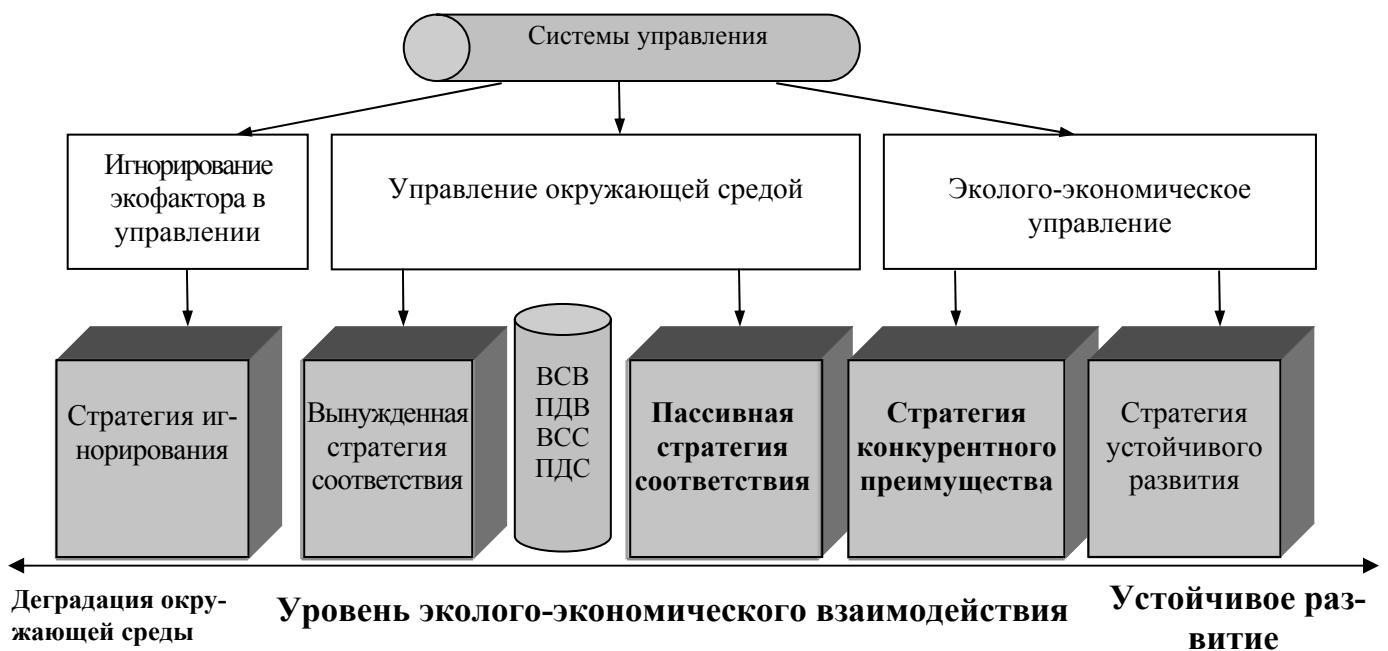 Системы управления
Игнорирование
экофактора в
управлении
Управление окружающей средой
Эколого-экономическое
управление
Стратегия иг-
норирования
Вынужденная
стратегия
соответствия
ВСВ
ПДВ
ВСС
ПДС
Пассивная
стратегия
соответствия
Стратегия
конкурентного
преимущества
Стратегия
устойчивого
развития
Деградация окру-
жающей среды
Уровень эколого-экономического взаимодействия
Устойчивое раз-
витие